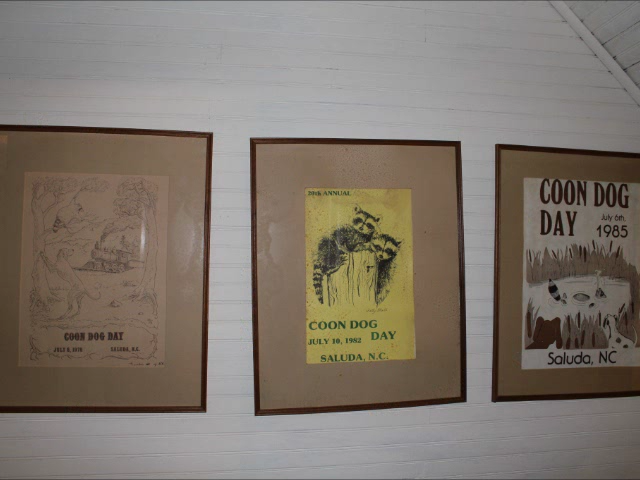 COON DOG DAY
SALUDA, N.C.
20th ANNUAL
COON DOG
DAY
JULY 10, 1982
SALUDA, N.C.
COON DOG
DAY
July 6th,
1985
Saluda, NC